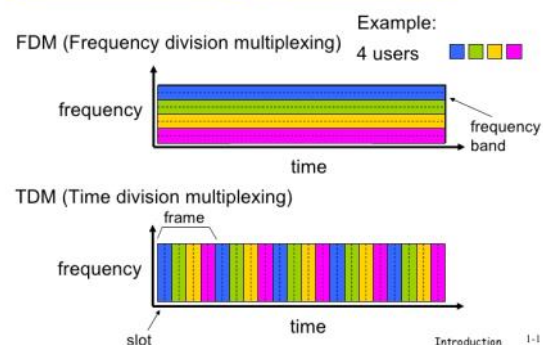 Example:
FDM (Frequency division multiplexing)
4 users
frequency
frequency
band
time
TDM (Time division multiplexing)
frame
frequency
time
slot
Introduction 1-1